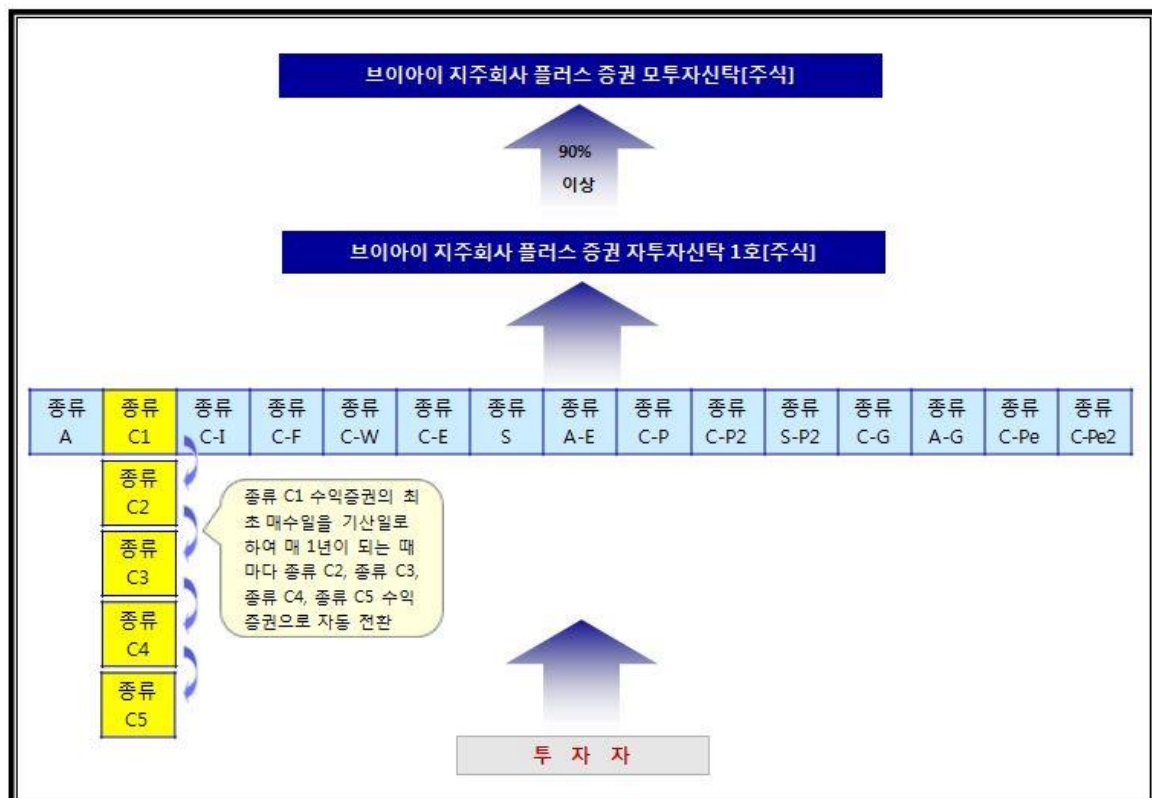 브이아이 지주회사 플러스 증권 모투자신탁[주식]
90%
이상
브이아이 지주회사 플러스 증권 자투자신탁 1호[주식]
종류 종류 종류 종류 종류 종류 종류 종류 종류 종류 종류 종류 종류 종류 종류
A C1 C-I C-F C-W C-E S A-E C-P C-P2 S-P2 C-G A-G C-Pe C-Pe2
종류
C2
종류
C3
종류
C4
종류
C5
종류 C1 수익증권의 최
초 매수일을 기산일로
하여 매 1년이 되는 때
마다 종류 C2, 종류 C3,
종류 C4, 종류 C5 수익
증권으로 자동 전환
투 자 자